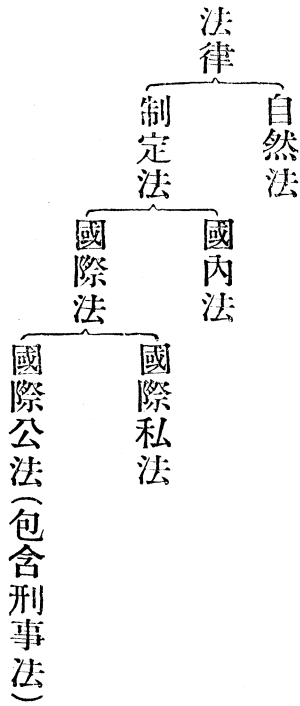 法律
自然法
制定法
國內法
國際法
國際私法
國際公法(包含刑事法)